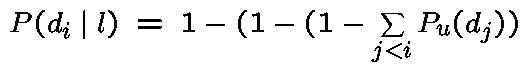 P(d_i | l) = 1 − (1 − (1 − \sum_{j<i} P_u(d_j))